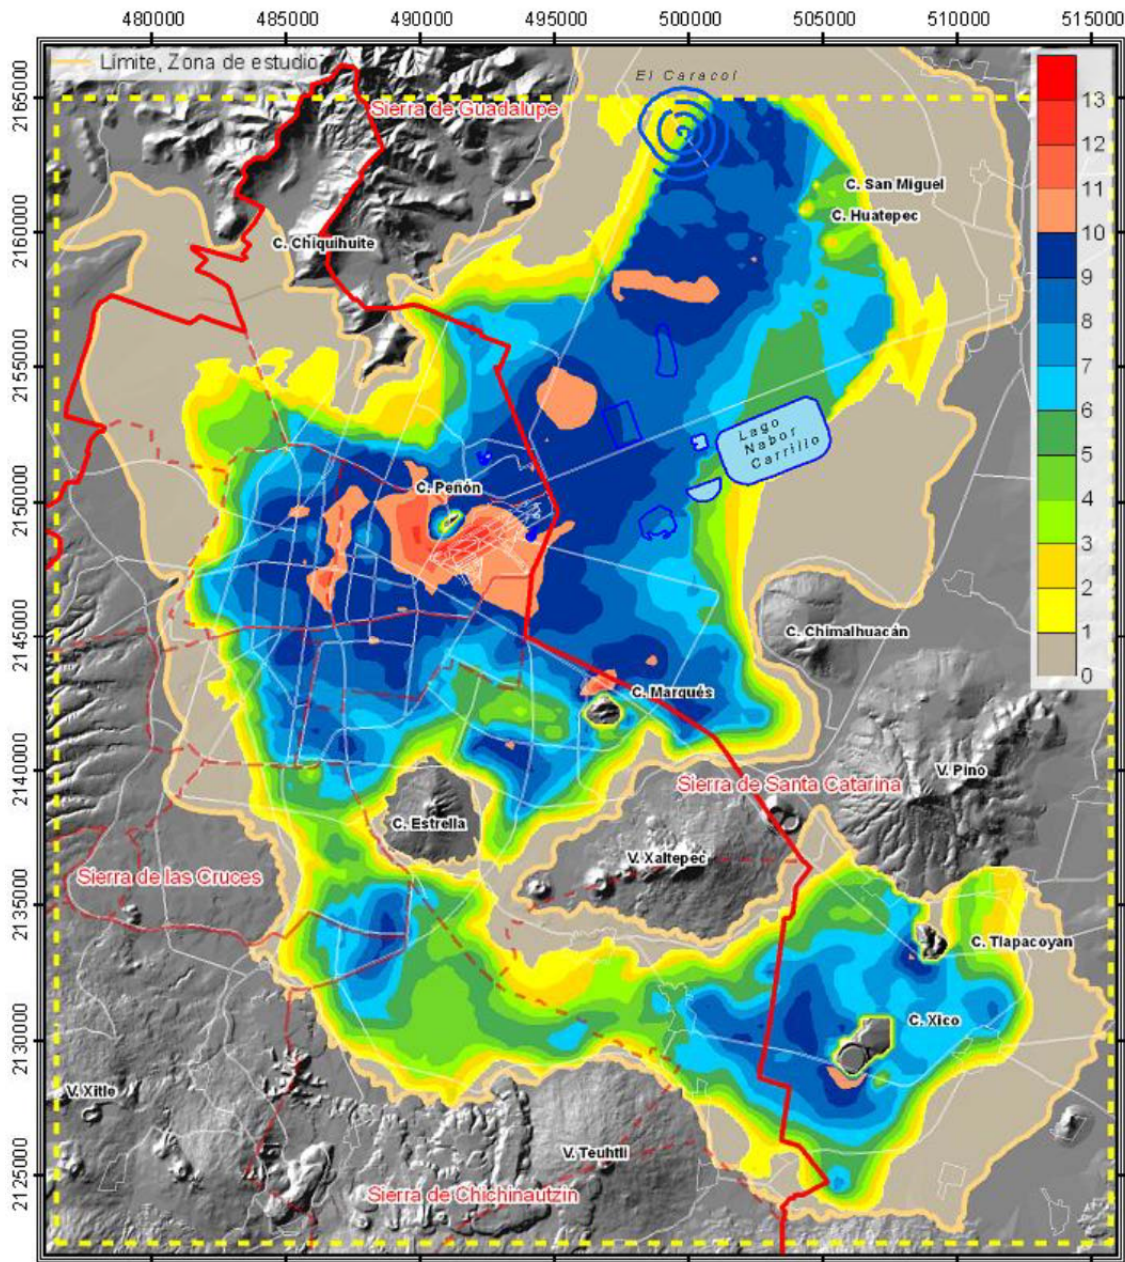 480000 485000 490000 495000 500000 505000 510000 515000
Límite, Zona de estudio
El Caracol
Sierra de Guadalupe
C. San Miguel
C. Huatepec
C. Chiquihuite
Lago
Nabor
Carrillo
C. Peñón
C. Chimalhuacán
C. Marqués
V. Pino
Sierra de Santa Catarina
C. Estrella
V. Xaltepec
Sierra de las Cruces
C. Tlapacoyan
C. Xico
V. Xitle
V. Teuhtli
Sierra de Chichinautzin
2165000
2160000
2155000
2150000
2145000
2140000
2135000
2130000
2125000
13
12
11
10
9
8
7
6
5
4
3
2
1
0